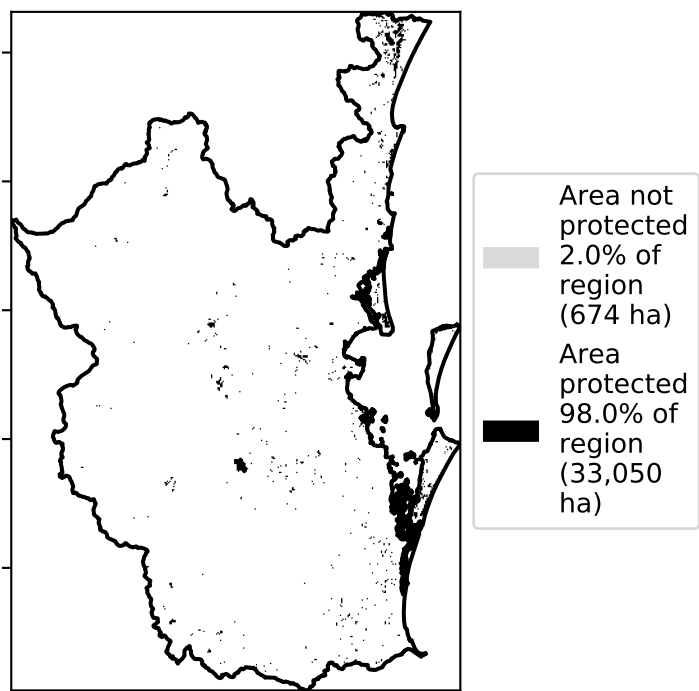 Area not
protected
2.0% of
region
(674 ha)
Area
protected
98.0% of
region
(33,050
ha)